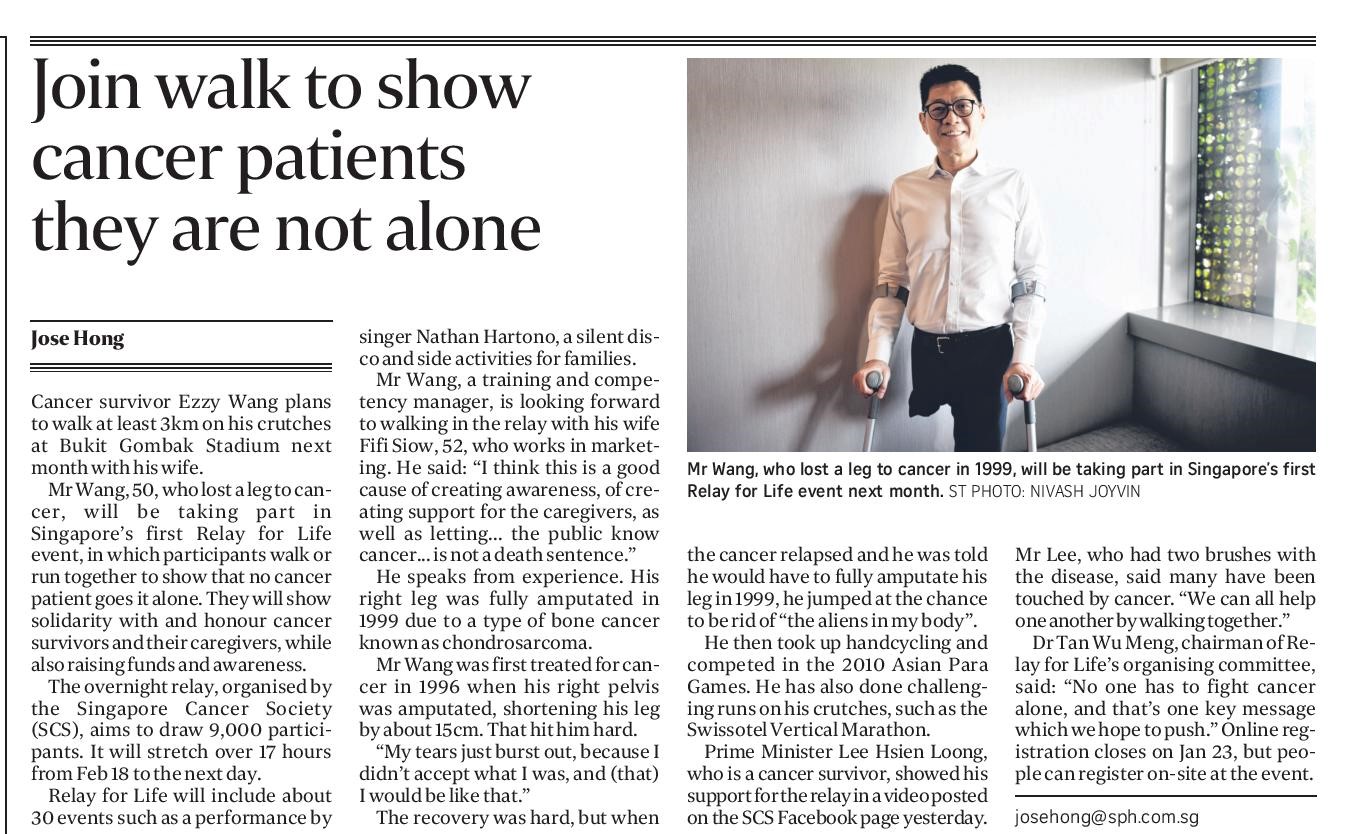 Join walk to show
cancer patients
they are not alone
Jose Hong
Cancer survivor Ezzy Wang plans
to walk at least 3km on his crutches
at Bukit Gombak Stadium next
month with his wife.
Mr Wang, 50, who lost a leg to can-
cer, will be taking part in
Singapore's first Relay for Life
event, in which participants walk or
run together to show that no cancer
patient goes it alone. They will show
solidarity with and honour cancer
survivors and their caregivers, while
also raising funds and awareness.
The overnight relay, organised by
the Singapore Cancer Society
(SCS), aims to draw 9,000 partici-
pants. It will stretch over 17 hours
from Feb 18 to the next day.
Relay for Life will include about
30 events such as a performance by
singer Nathan Hartono, a silent dis-
co and side activities for families.
Mr Wang, a training and compe-
tency manager, is looking forward
to walking in the relay with his wife
Fifi Siow, 52, who works in market-
ing. He said: “I think this is a good
cause of creating awareness, of cre-
ating support for the caregivers, as
well as letting... the public know
cancer... is not a death sentence.”
He speaks from experience. His
right leg was fully amputated in
1999 due to a type of bone cancer
known as chondrosarcoma.
Mr Wang was first treated for can-
cer in 1996 when his right pelvis
was amputated, shortening his leg
by about 15cm. That hit him hard.
“My tears just burst out, because I
didn't accept what I was, and (that)
I would be like that.”
The recovery was hard, but when
Mr Wang, who lost a leg to cancer in 1999, will be taking part in Singapore's first
Relay for Life event next month. ST PHOTO: NIVASH JOYVIN
the cancer relapsed and he was told
he would have to fully amputate his
leg in 1999, he jumped at the chance
to be rid of “the aliens in my body”.
He then took up handcycling and
competed in the 2010 Asian Para
Games. He has also done challeng-
ing runs on his crutches, such as the
Swissotel Vertical Marathon.
Prime Minister Lee Hsien Loong,
who is a cancer survivor, showed his
support for the relay in a video posted
on the SCS Facebook page yesterday.
Mr Lee, who had two brushes with
the disease, said many have been
touched by cancer. “We can all help
one another by walking together.”
Dr Tan Wu Meng, chairman of Re-
lay for Life's organising committee,
said: “No one has to fight cancer
alone, and that's one key message
which we hope to push.” Online reg-
istration closes on Jan 23, but peo-
ple can register on-site at the event.
josehong@sph.com.sg